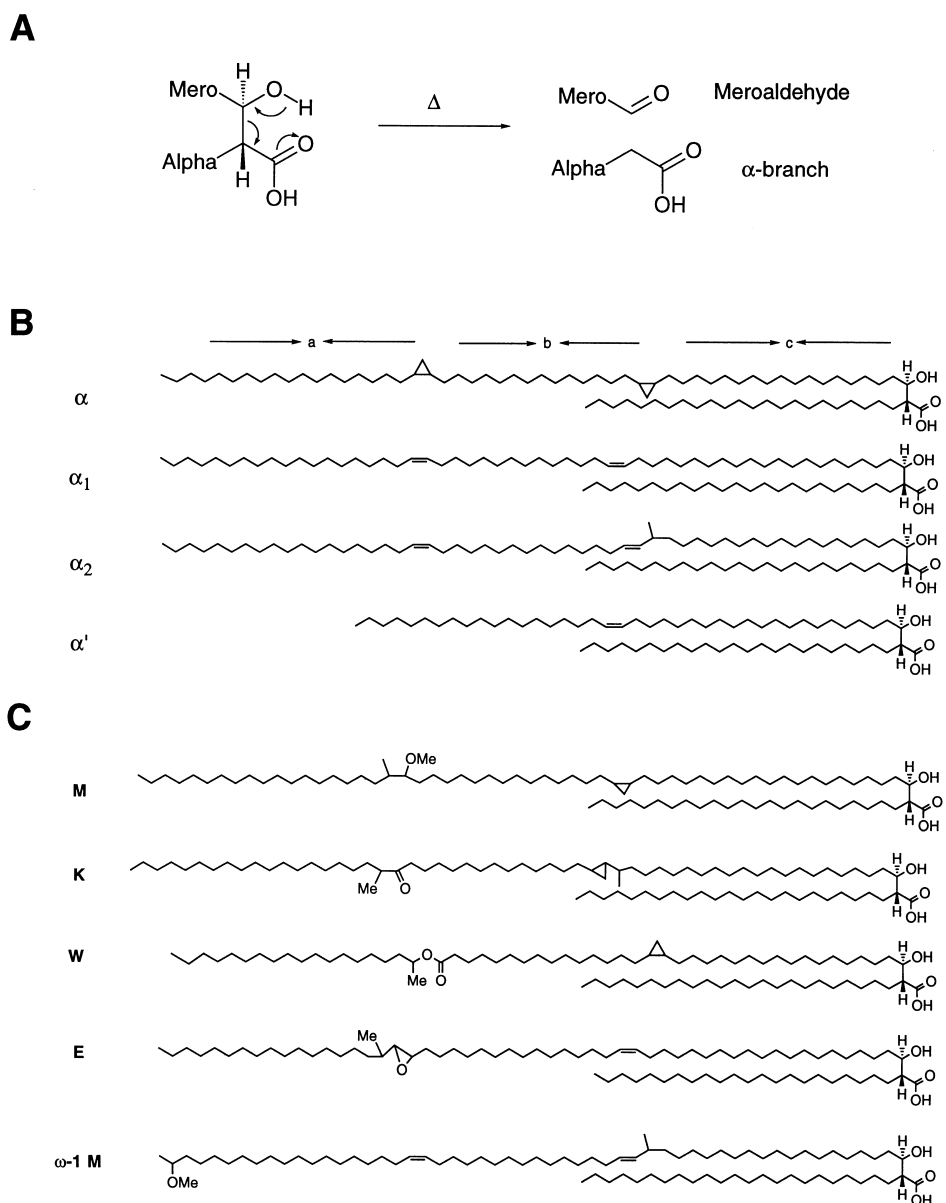 A
H
Mero O H
Δ
Mero O Meroaldehyde
Alpha O
H
OH
Alpha O α-branch
OH
B
a b c
H
OH
α
O
H OH
H
OH
α1
O
H OH
H
OH
α2
O
H OH
H
OH
α'
O
H OH
C
OMe
H
OH
M
O
H OH
H
K
OH
Me O
O
H OH
H
W
O OH
Me O
O
H OH
Me
H
E
OH
O
O
H OH
H
ω-1 M
OH
OMe
O
H OH